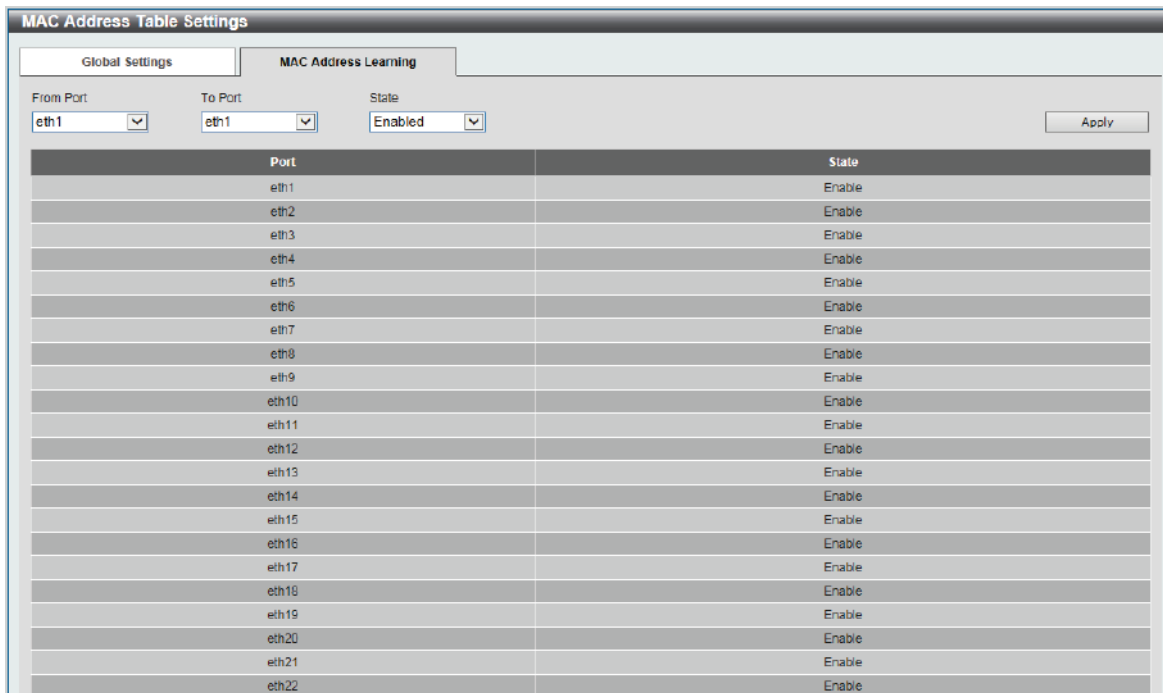 MAC Address Table Settings
Global Settings MAC Address Learning
From Port To Port State
eth1 eth1 Enabled Apply
Port State
eth1 Enable
eth2 Enable
eth3 Enable
eth4 Enable
eth5 Enable
eth6 Enable
eth7 Enable
eth8 Enable
eth9 Enable
eth10 Enable
eth11 Enable
eth12 Enable
eth13 Enable
eth14 Enable
eth15 Enable
eth16 Enable
eth17 Enable
eth18 Enable
eth19 Enable
eth20 Enable
eth21 Enable
eth22 Enable